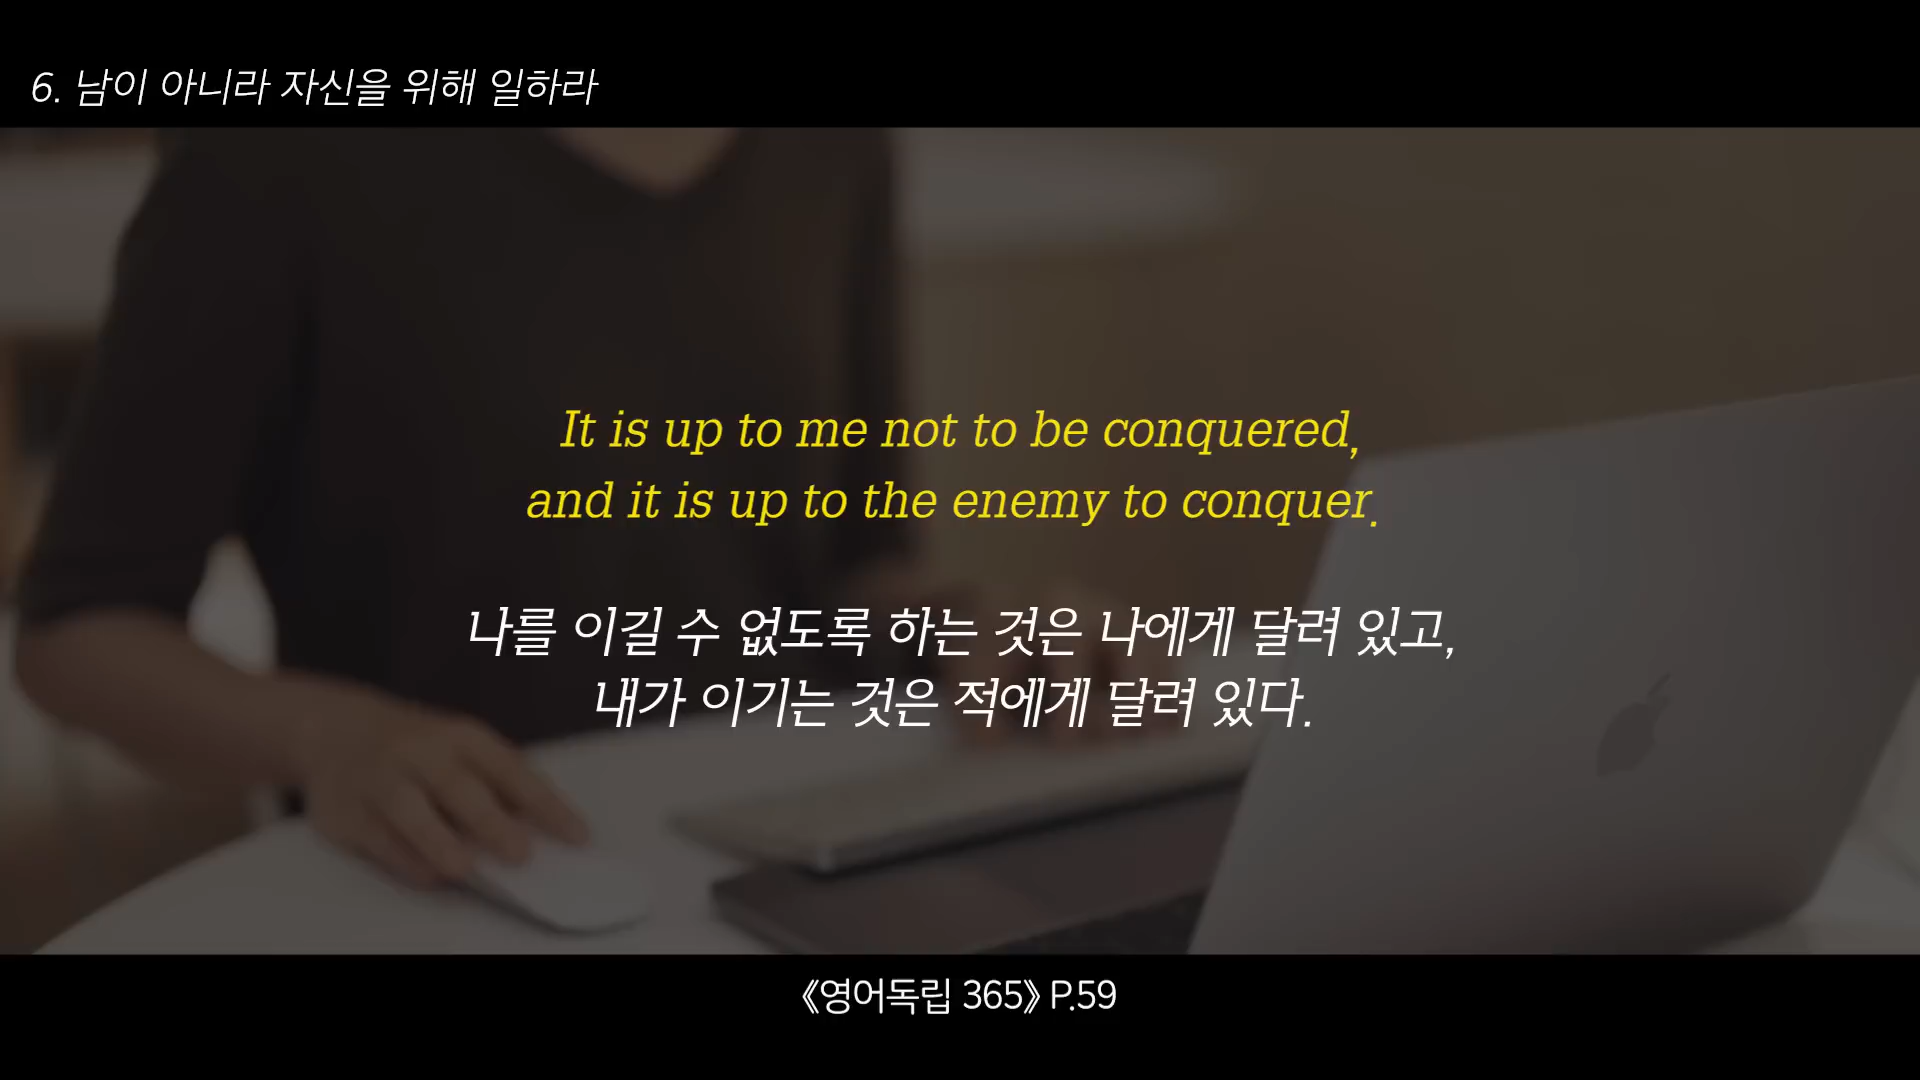 6. 남이 아니라 자신을 위해 일하라
It is up to me not to be conquered,
and it is up to the enemy to conquer.
나를 이길 수 없도록 하는 것은 나에게 달려 있고,
내가 이기는 것은 적에게 달려 있다.
《영어독립 365》 P.59